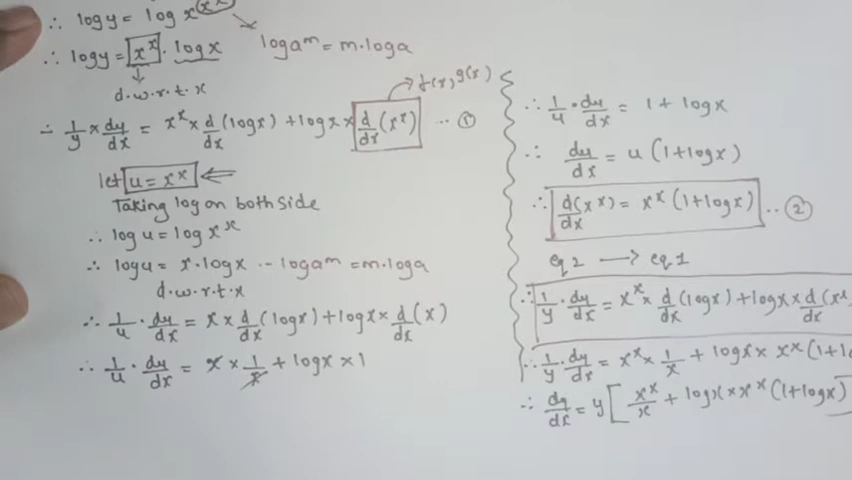 ∴ log y = log x^(x^x)
∴ log y = x^x · log x
log a^m = m·log a
d·w·r·t·x
∴ 1/y × dy/dx = x^x × d/dx (log x) + log x × d/dx (x^x) ·· ①
f(x)^g(x)
let u = x^x
Taking log on both side
∴ log u = log x^x
∴ log u = x·log x ·· log a^m = m·log a
d·w·r·t·x
∴ 1/u · du/dx = x × d/dx (log x) + log x × d/dx (x)
∴ 1/u · du/dx = x × 1/x + log x × 1
∴ 1/u · du/dx = 1 + log x
∴ du/dx = u (1 + log x)
∴ d/dx (x^x) = x^x (1 + log x) ·· ②
eq 2 → eq 1
∴ 1/y · dy/dx = x^x × d/dx (log x) + log x × d/dx (x^x
∴ 1/y · dy/dx = x^x × 1/x + log x × x^x (1 + lo
∴ dy/dx = y [ x^x/x + log x × x^x (1 + log x)